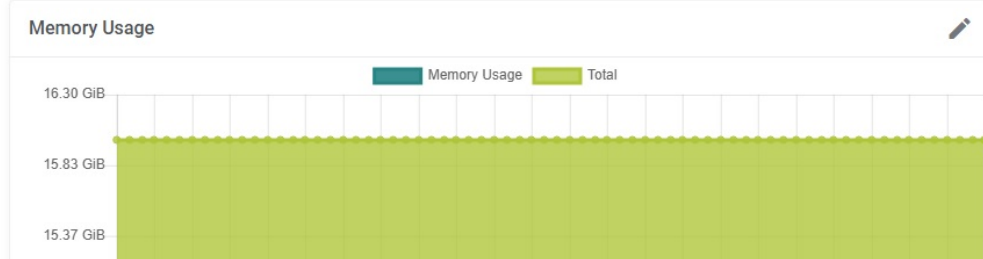 Memory Usage
Memory Usage Total
16.30 GiB
15.83 GiB
15.37 GiB